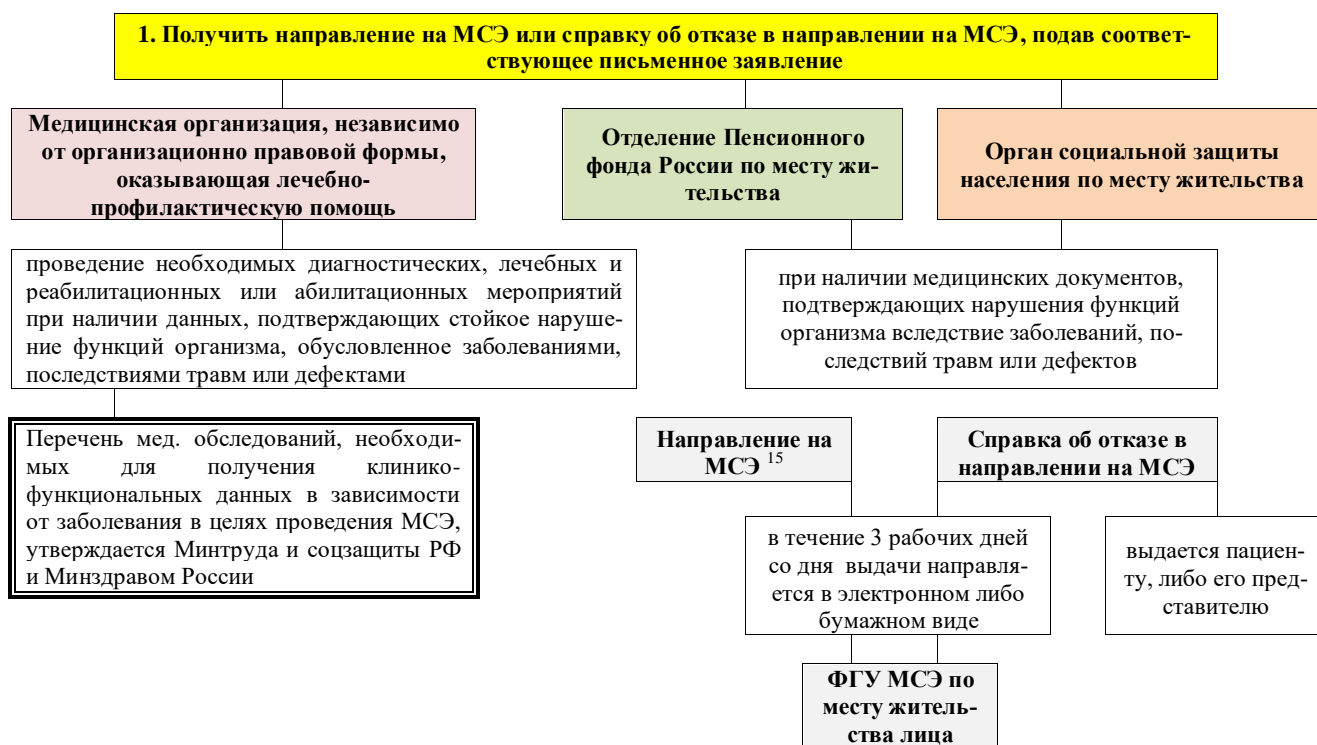 1. Получить направление на МСЭ или справку об отказе в направлении на МСЭ, подав соответ-
ствующее письменное заявление
Медицинская организация, независимо
от организационно правовой формы,
оказывающая лечебно-
профилактическую помощь
Отделение Пенсионного
фонда России по месту жи-
тельства
Орган социальной защиты
населения по месту жительства
проведение необходимых диагностических, лечебных и
реабилитационных или абилитационных мероприятий
при наличии данных, подтверждающих стойкое наруше-
ние функций организма, обусловленное заболеваниями,
последствиями травм или дефектами
при наличии медицинских документов,
подтверждающих нарушения функций
организма вследствие заболеваний, по-
следствий травм или дефектов
Перечень мед. обследований, необходи-
мых для получения клинико-
функциональных данных в зависимости
от заболевания в целях проведения МСЭ,
утверждается Минтруда и соцзащиты РФ
и Минздравом России
Направление на
МСЭ 15
Справка об отказе в
направлении на МСЭ
в течение 3 рабочих дней
со дня выдачи направля-
ется в электронном либо
бумажном виде
выдается пациен-
ту, либо его пред-
ставителю
ФГУ МСЭ по
месту житель-
ства лица